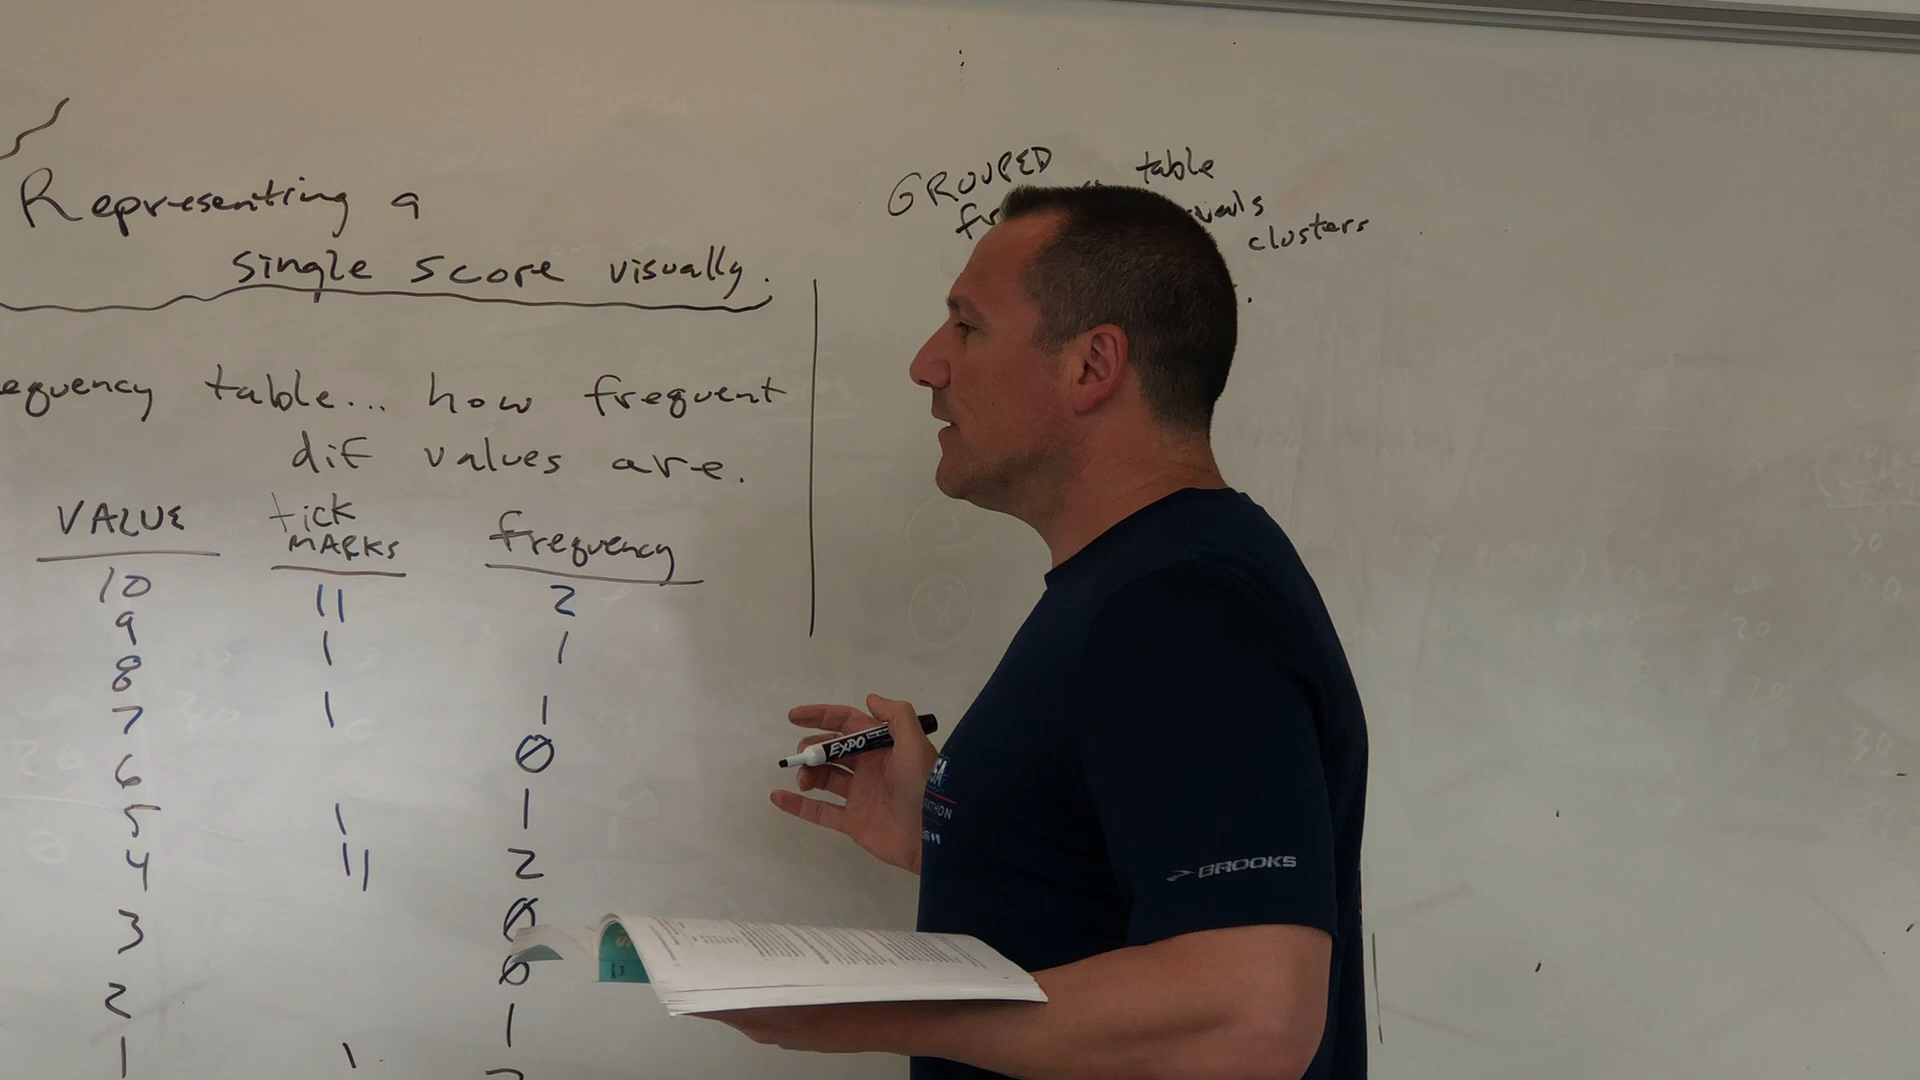 Representing a
single score visually.
equency table... how frequent
dif values are.
VALUE tick MARKS frequency
10 11 2
9
8 1 1
7 1 1
6 0
5 1 1
4 11 2
3 0
2 0
1 1 1
GROUPED table
clusters
EXPO
BROOKS